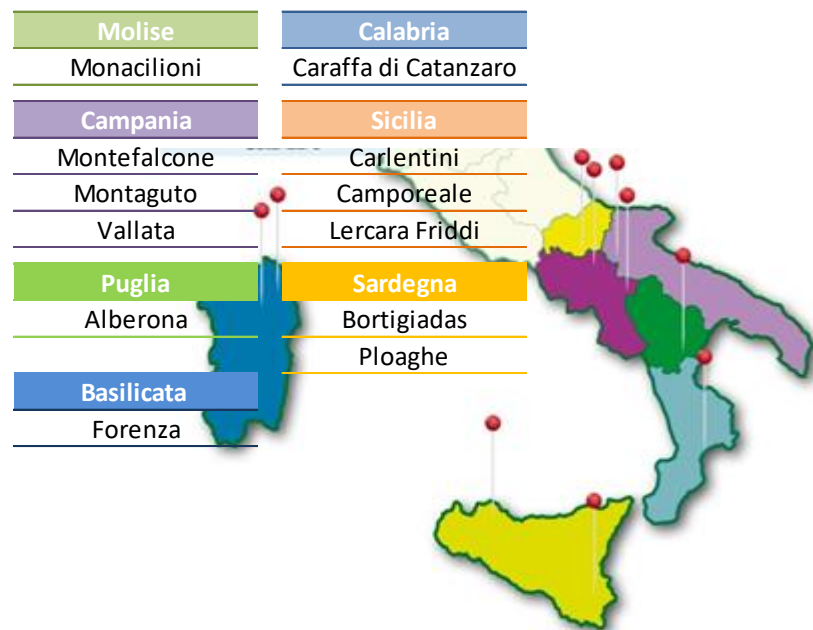 Molise
Monacilioni
Campania
Montefalcone
Montaguto
Vallata
Puglia
Alberona
Basilicata
Forenza
Calabria
Caraffa di Catanzaro
Sicilia
Carlentini
Camporeale
Lercara Friddi
Sardegna
Bortigiadas
Ploaghe